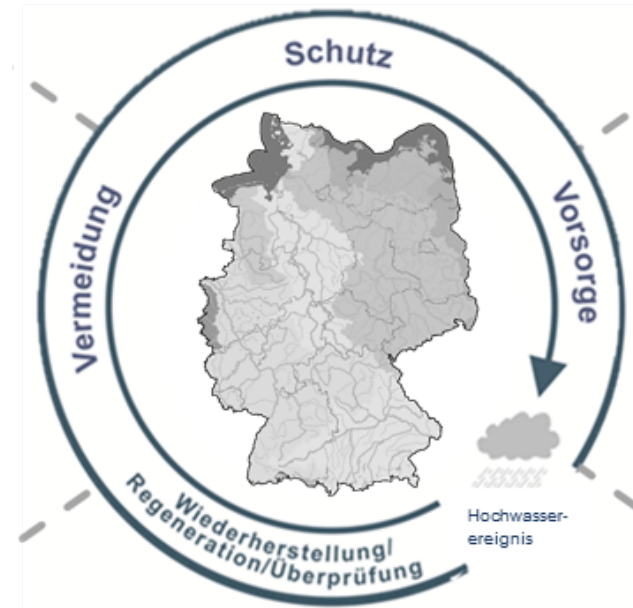 Schutz
Vermeidung
Vorsorge
Hochwasser-
ereignis
Wiederherstellung/
Regeneration/Überprüfung